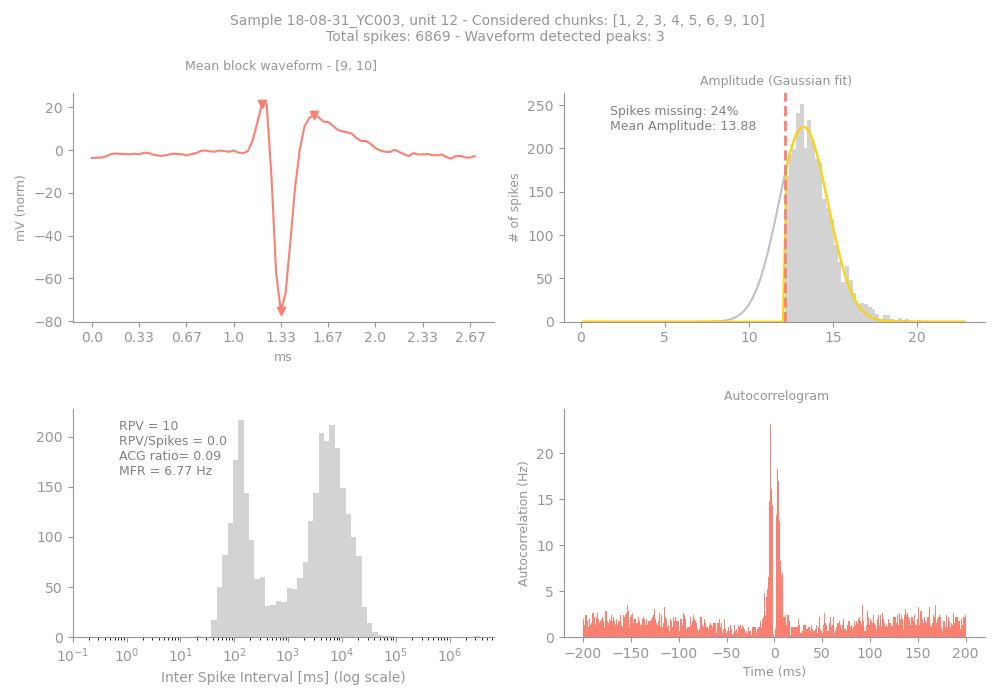 Sample 18-08-31_YC003, unit 12 - Considered chunks: [1, 2, 3, 4, 5, 6, 9, 10]
Total spikes: 6869 - Waveform detected peaks: 3
Mean block waveform - [9, 10]
mV (norm)
20
0
−20
−40
−60
−80
0.0 0.33 0.67 1.0 1.33 1.67 2.0 2.33 2.67
ms
Amplitude (Gaussian fit)
Spikes missing: 24%
Mean Amplitude: 13.88
# of spikes
250
200
150
100
50
0
0 5 10 15 20
RPV = 10
RPV/Spikes = 0.0
ACG ratio= 0.09
MFR = 6.77 Hz
200
150
100
50
0
10⁻¹ 10⁰ 10¹ 10² 10³ 10⁴ 10⁵ 10⁶
Inter Spike Interval [ms] (log scale)
Autocorrelogram
Autocorrelation (Hz)
20
15
10
5
0
−200 −150 −100 −50 0 50 100 150 200
Time (ms)